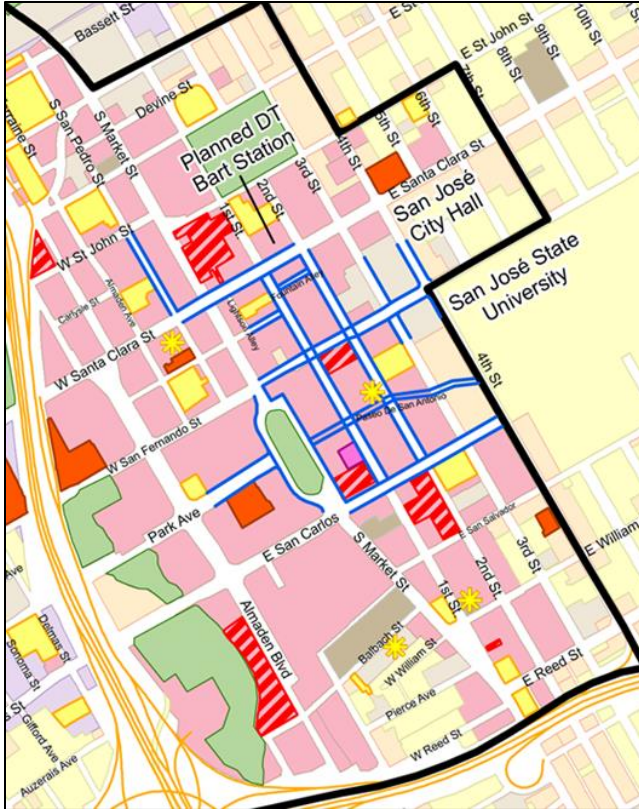 Bassett St
E St John St
10th St
9th St
8th St
7th St
Devine St
Lorraine St
S San Pedro St
S Market St
6th St
5th St
4th St
Planned DT
Bart Station
3rd St
2nd St
1st St
E Santa Clara St
San José
City Hall
W St John St
San José State
University
Carlysle St
Almaden Ave
Lightson Alley
Fountain Alley
W Santa Clara St
4th St
Paseo De San Antonio
W San Fernando St
Park Ave
E San Carlos
E San Salvador
S Market St
3rd St
2nd St
1st St
E William
Ave
Almaden Blvd
Balbach St
W William St
Delmas St
Sonoma St
Gifford Ave
Auzerais Ave
Pierce Ave
E Reed St
W Reed St